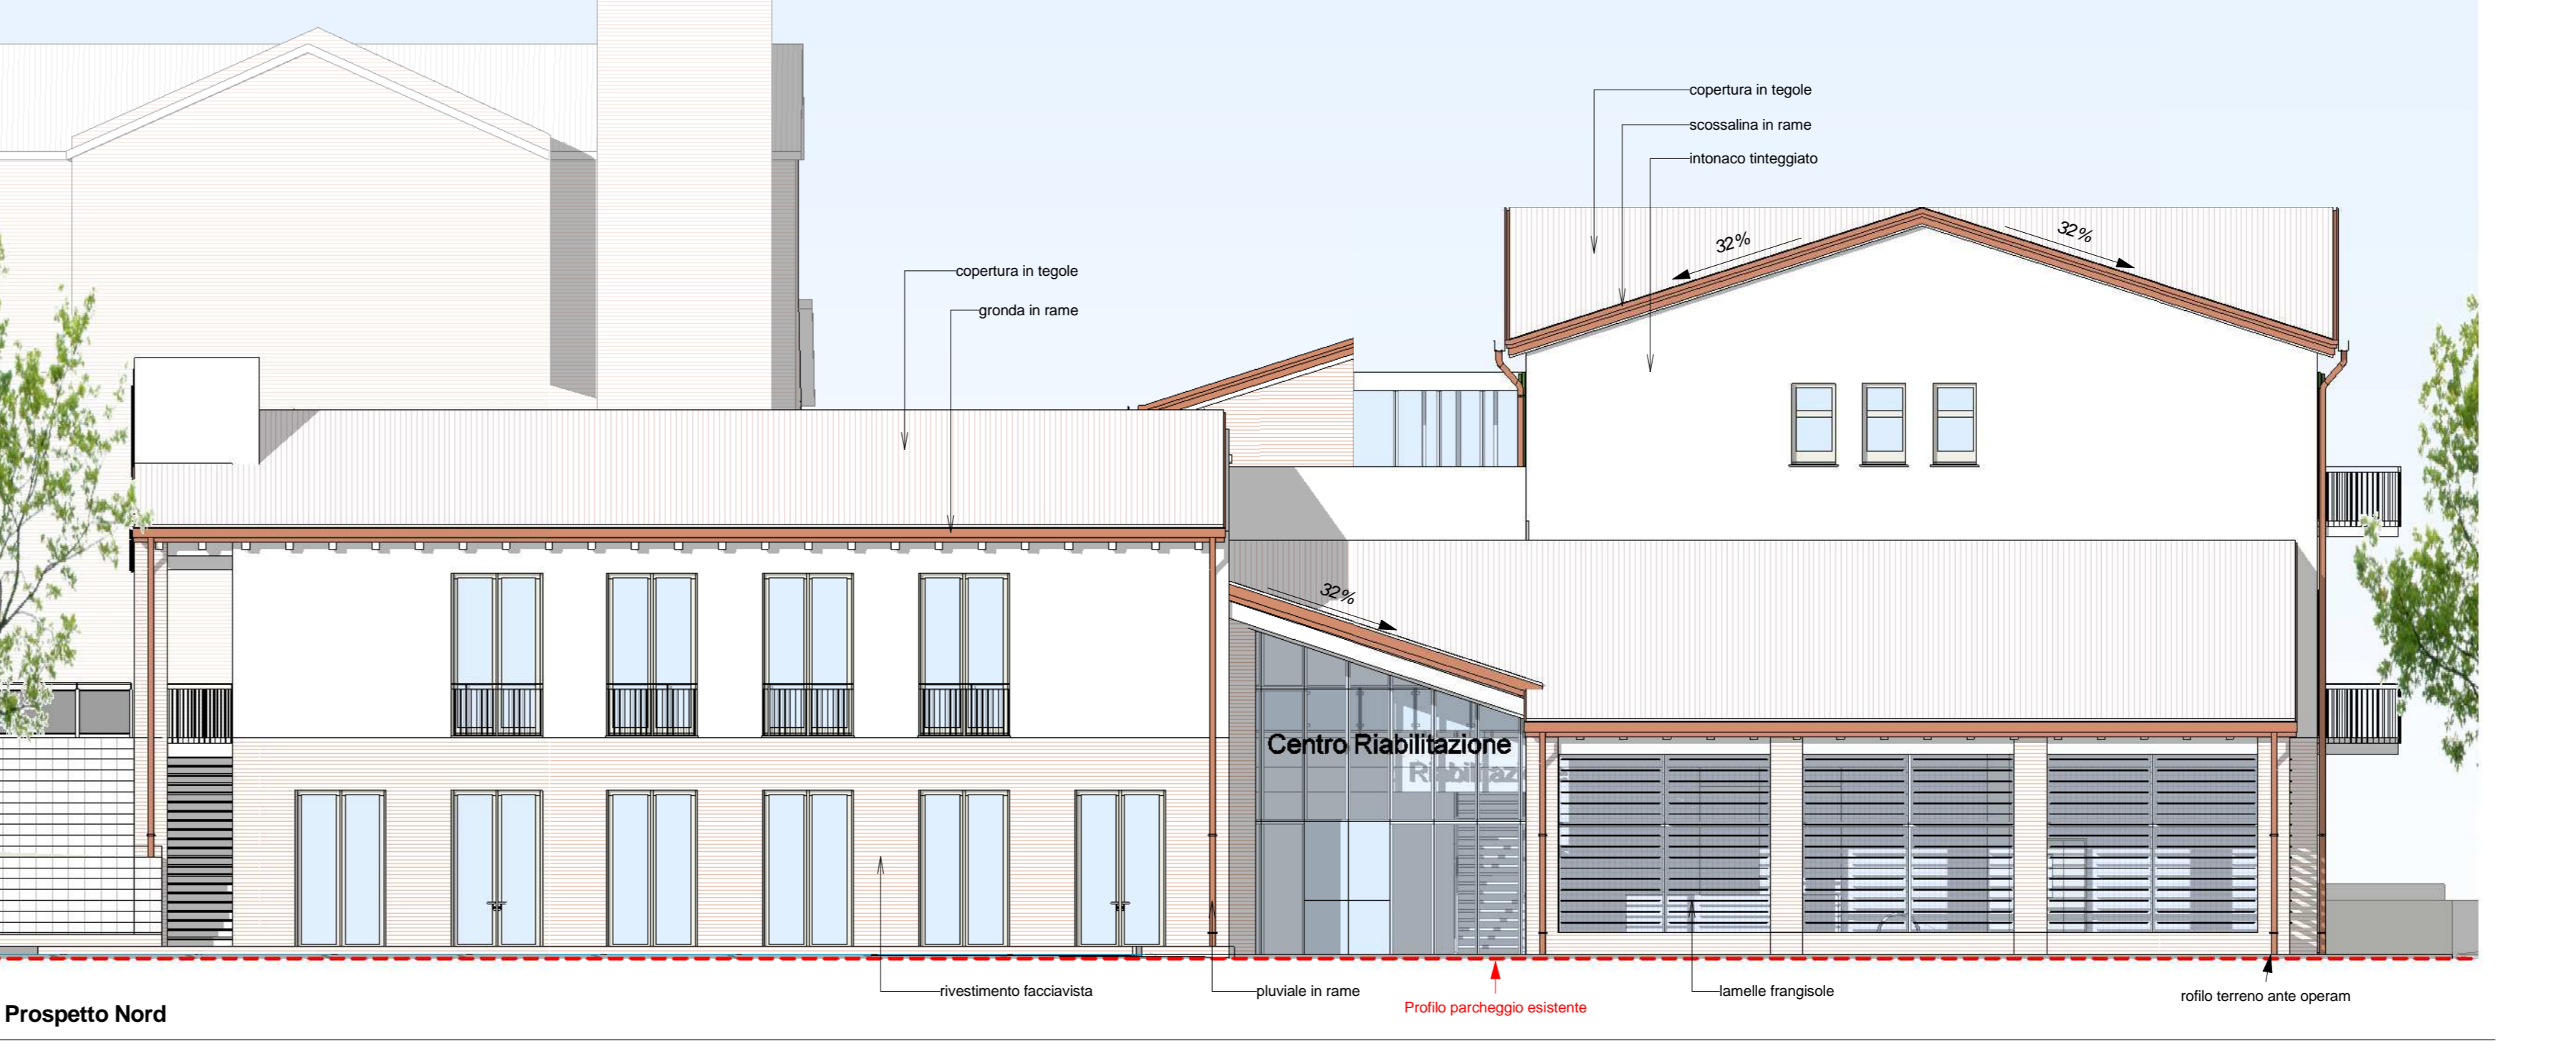 copertura in tegole
scossalina in rame
intonaco tinteggiato
32%
32%
copertura in tegole
gronda in rame
32%
Centro Riabilitazione
rivestimento facciavista
pluviale in rame
Profilo parcheggio esistente
lamelle frangisole
rofilo terreno ante operam
Prospetto Nord